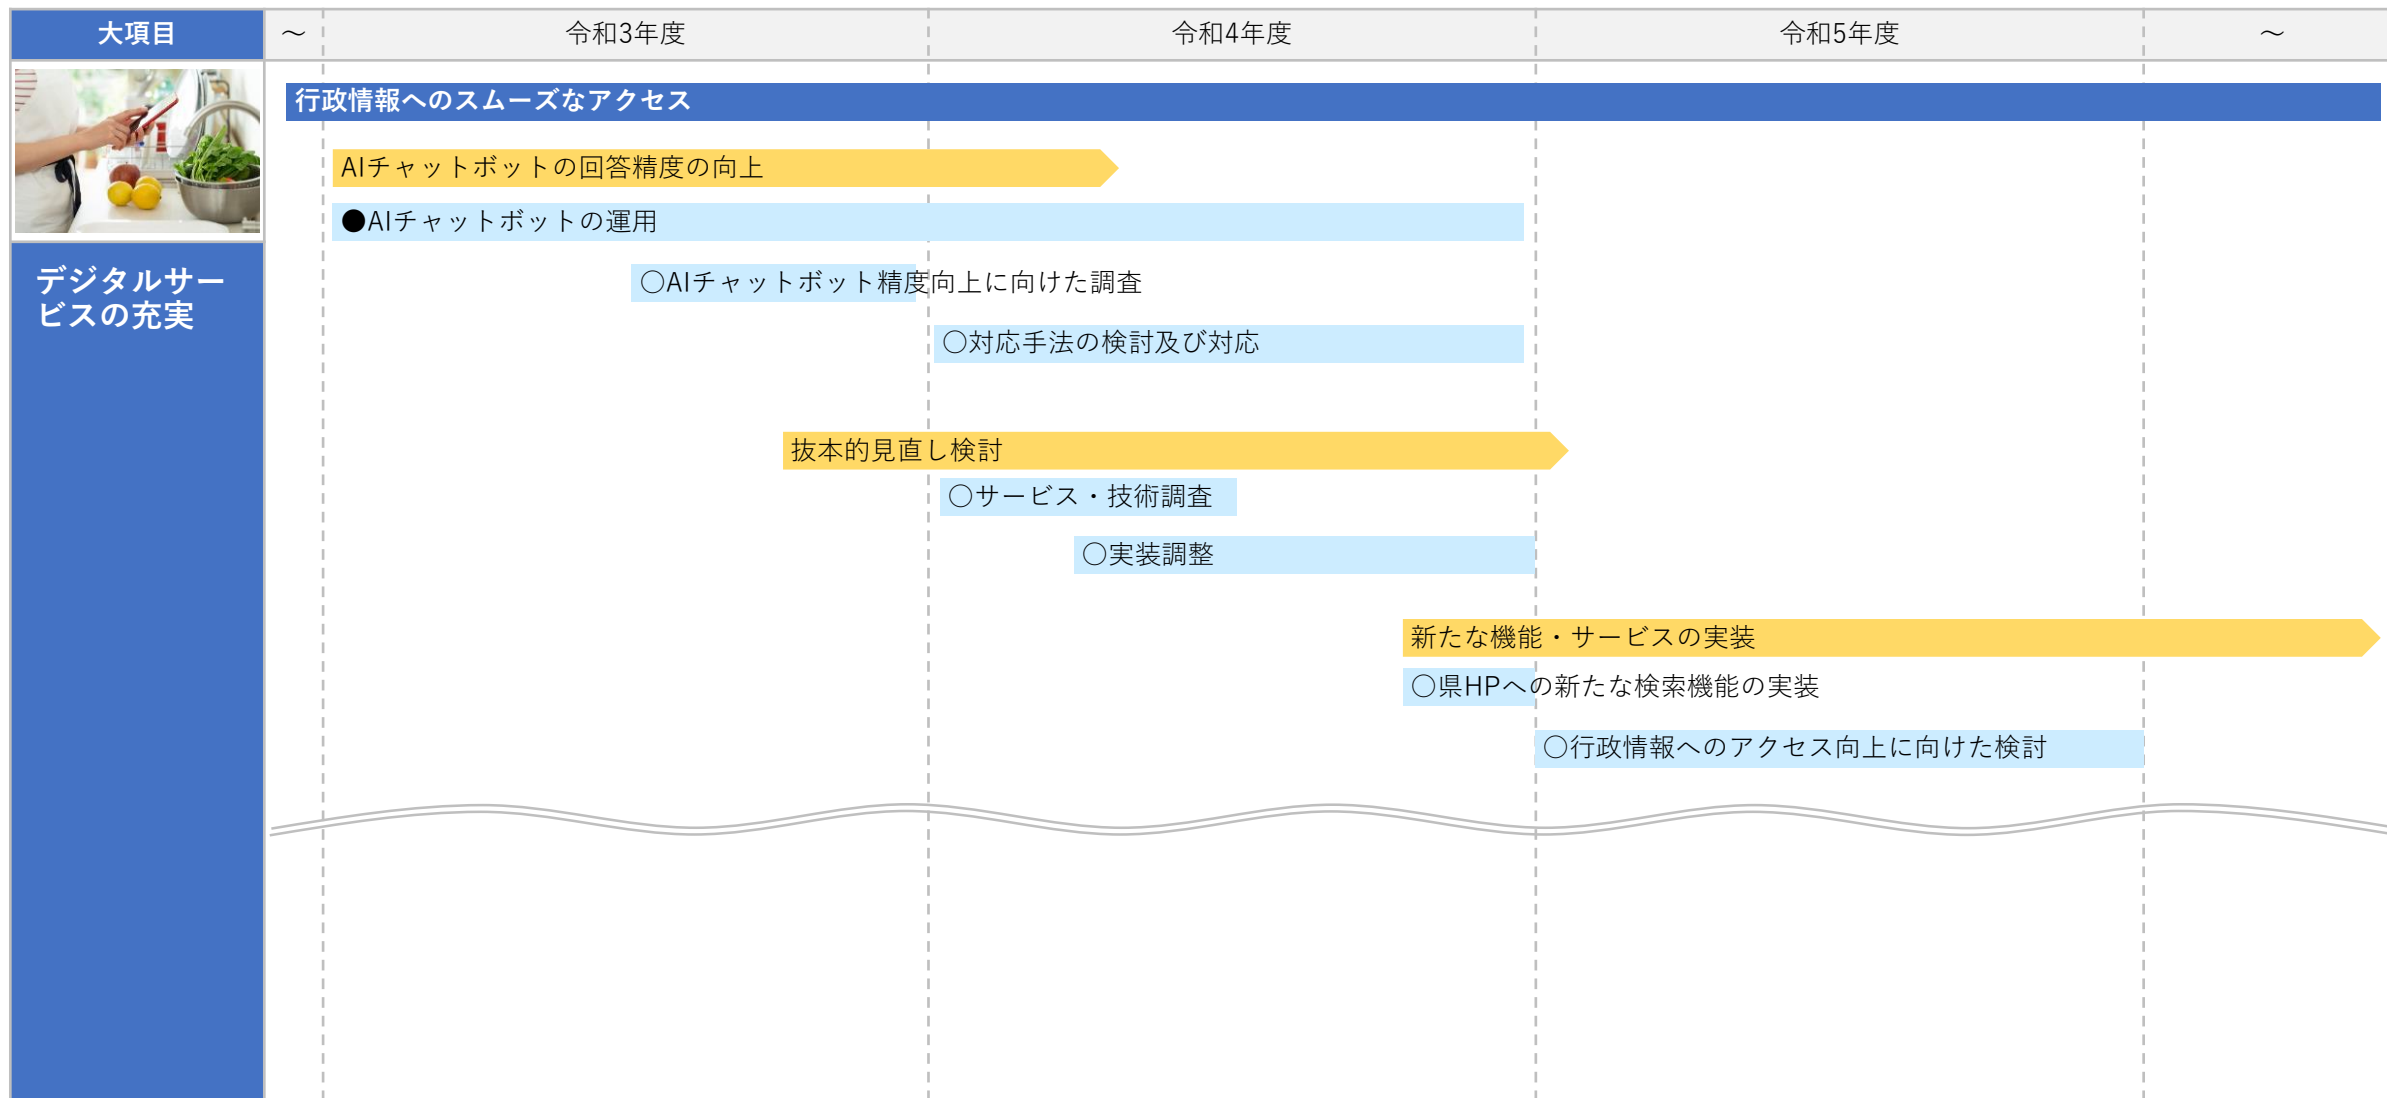 大項目
～
令和3年度
令和4年度
令和5年度
～
行政情報へのスムーズなアクセス
AIチャットボットの回答精度の向上
●AIチャットボットの運用
デジタルサー
ビスの充実
○AIチャットボット精度向上に向けた調査
○対応手法の検討及び対応
抜本的見直し検討
○サービス・技術調査
○実装調整
新たな機能・サービスの実装
○県HPへの新たな検索機能の実装
○行政情報へのアクセス向上に向けた検討